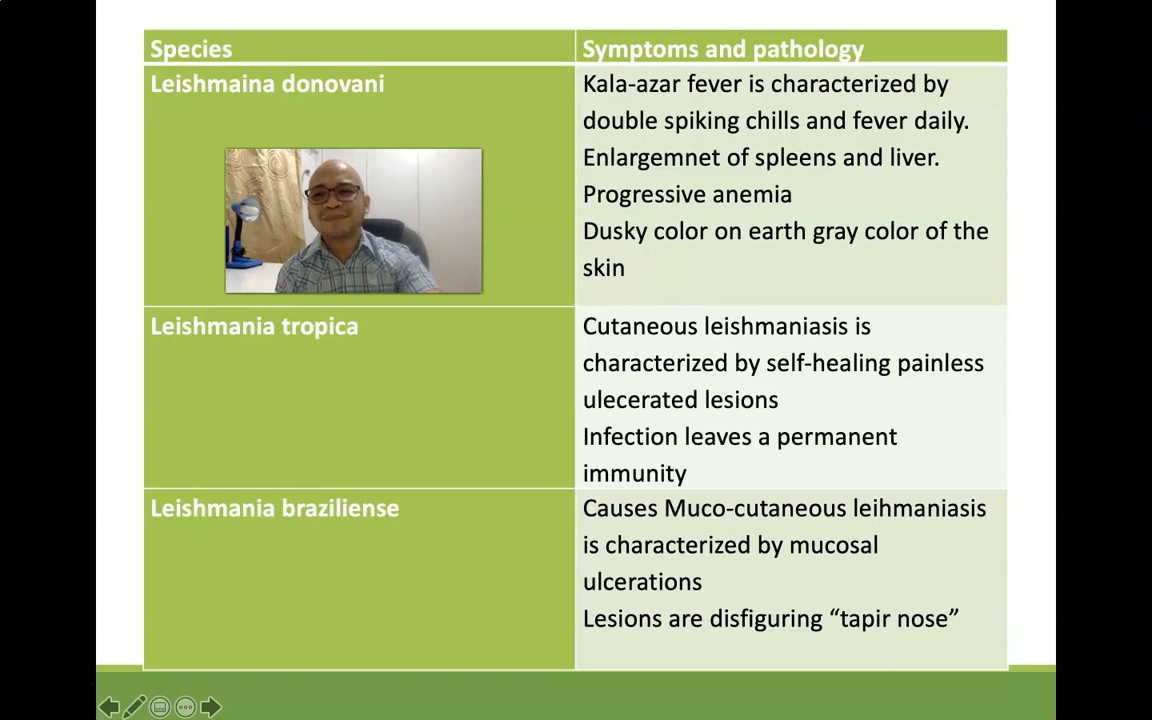 Species
Symptoms and pathology
Leishmaina donovani
Kala-azar fever is characterized by
double spiking chills and fever daily.
Enlargemnet of spleens and liver.
Progressive anemia
Dusky color on earth gray color of the
skin
Leishmania tropica
Cutaneous leishmaniasis is
characterized by self-healing painless
ulecerated lesions
Infection leaves a permanent
immunity
Leishmania braziliense
Causes Muco-cutaneous leihmaniasis
is characterized by mucosal
ulcerations
Lesions are disfiguring “tapir nose”